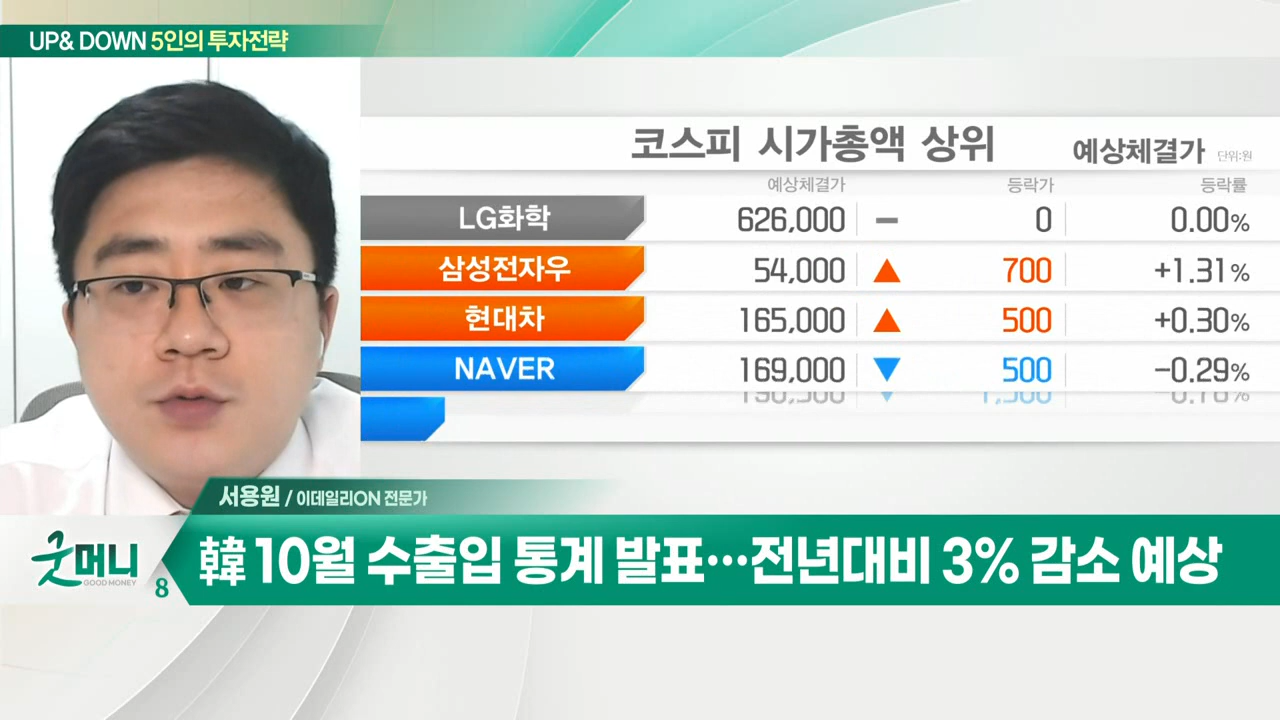 UP& DOWN 5인의 투자전략
코스피 시가총액 상위 예상체결가 단위:원
예상체결가 등락가 등락률
LG화학 626,000 0 0.00%
삼성전자우 54,000 ▲ 700 +1.31%
현대차 165,000 ▲ 500 +0.30%
NAVER 169,000 ▼ 500 -0.29%
서용원 / 이데일리ON 전문가
굿머니
GOOD MONEY
8
韓 10월 수출입 통계 발표…전년대비 3% 감소 예상